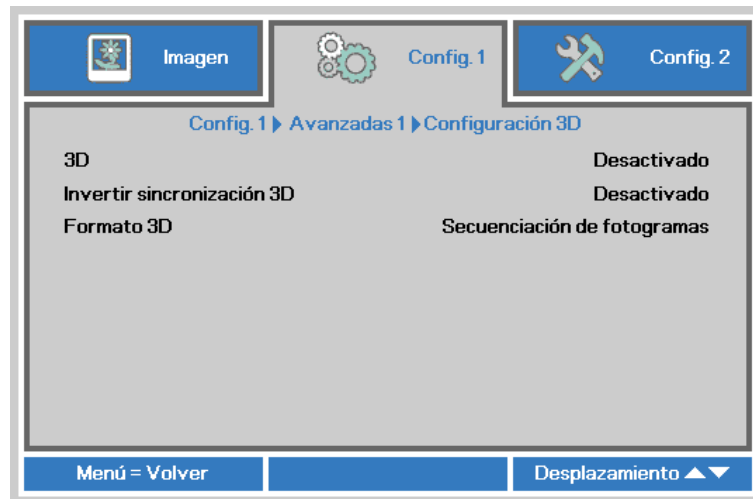 Imagen
Config. 1
Config. 2
Config. 1 ▶ Avanzadas 1 ▶ Configuración 3D
3D Desactivado
Invertir sincronización 3D Desactivado
Formato 3D Secuenciación de fotogramas
Menú = Volver
Desplazamiento ▲▼